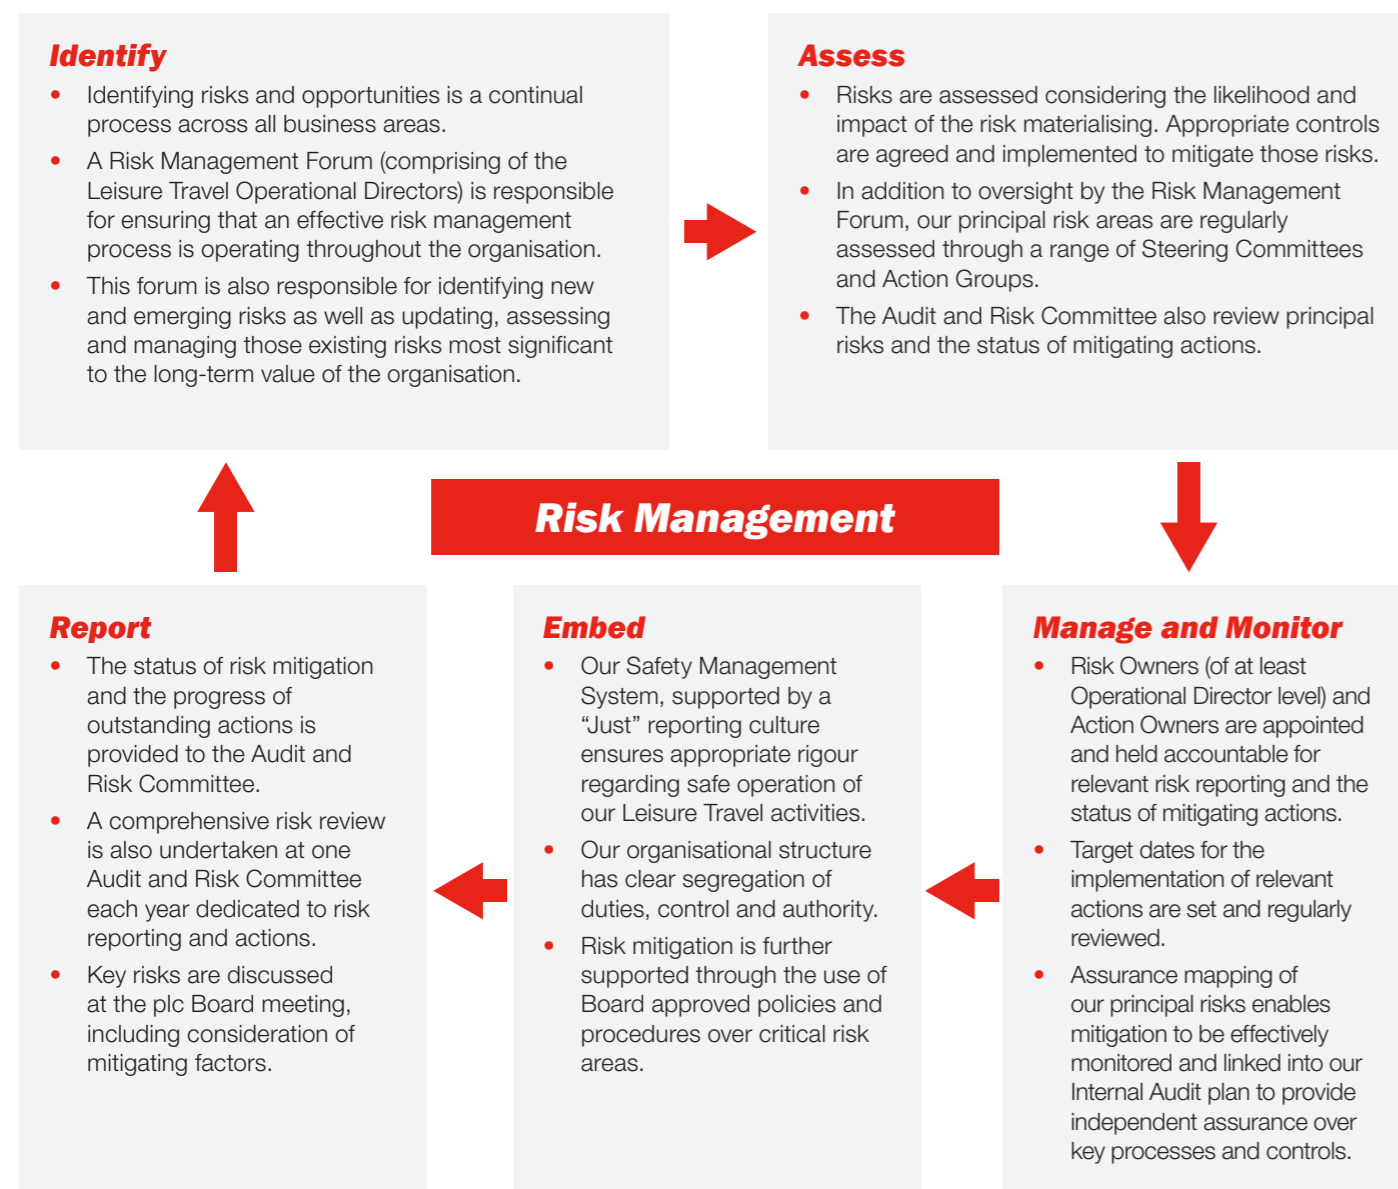 Identify
• Identifying risks and opportunities is a continual
process across all business areas.
• A Risk Management Forum (comprising of the
Leisure Travel Operational Directors) is responsible
for ensuring that an effective risk management
process is operating throughout the organisation.
• This forum is also responsible for identifying new
and emerging risks as well as updating, assessing
and managing those existing risks most significant
to the long-term value of the organisation.
Assess
• Risks are assessed considering the likelihood and
impact of the risk materialising. Appropriate controls
are agreed and implemented to mitigate those risks.
• In addition to oversight by the Risk Management
Forum, our principal risk areas are regularly
assessed through a range of Steering Committees
and Action Groups.
• The Audit and Risk Committee also review principal
risks and the status of mitigating actions.
Risk Management
Report
• The status of risk mitigation
and the progress of
outstanding actions is
provided to the Audit and
Risk Committee.
• A comprehensive risk review
is also undertaken at one
Audit and Risk Committee
each year dedicated to risk
reporting and actions.
• Key risks are discussed
at the plc Board meeting,
including consideration of
mitigating factors.
Embed
• Our Safety Management
System, supported by a
“Just” reporting culture
ensures appropriate rigour
regarding safe operation of
our Leisure Travel activities.
• Our organisational structure
has clear segregation of
duties, control and authority.
• Risk mitigation is further
supported through the use of
Board approved policies and
procedures over critical risk
areas.
Manage and Monitor
• Risk Owners (of at least
Operational Director level) and
Action Owners are appointed
and held accountable for
relevant risk reporting and the
status of mitigating actions.
• Target dates for the
implementation of relevant
actions are set and regularly
reviewed.
• Assurance mapping of
our principal risks enables
mitigation to be effectively
monitored and linked into our
Internal Audit plan to provide
independent assurance over
key processes and controls.